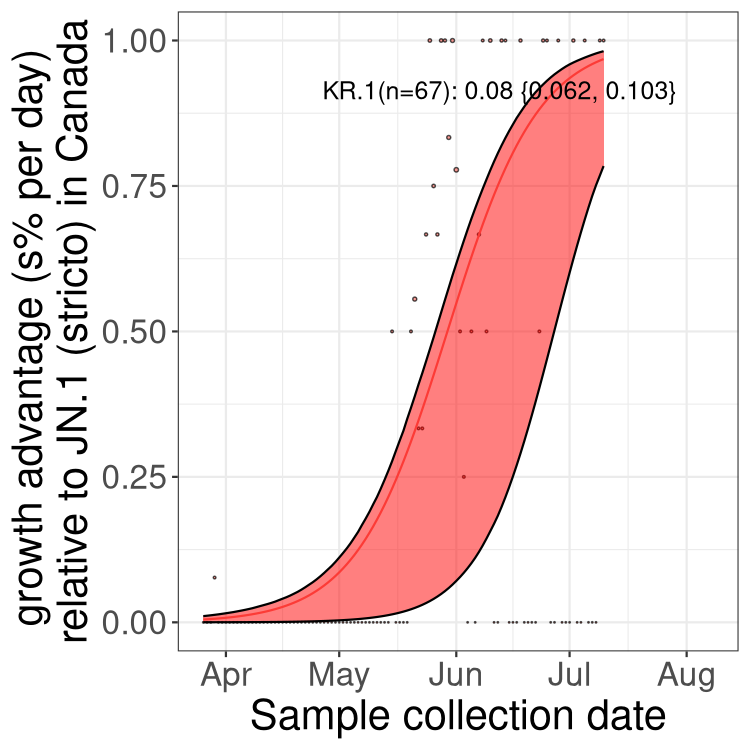 growth advantage (s% per day)
relative to JN.1 (stricto) in Canada
1.00
0.75
0.50
0.25
0.00
KR.1(n=67): 0.08 {0.062, 0.103}
Apr May Jun Jul Aug
Sample collection date